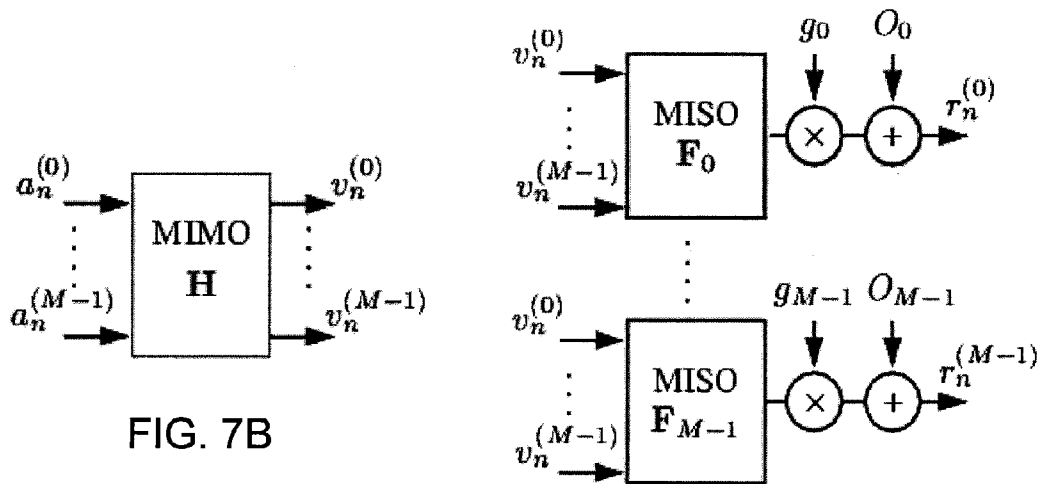 a_n^{(0)}
a_n^{(M-1)}
MIMO
H
v_n^{(0)}
v_n^{(M-1)}
FIG. 7B
v_n^{(0)}
v_n^{(M-1)}
MISO
F_0
g_0
×
O_0
+
r_n^{(0)}
v_n^{(0)}
v_n^{(M-1)}
MISO
F_{M-1}
g_{M-1}
×
O_{M-1}
+
r_n^{(M-1)}